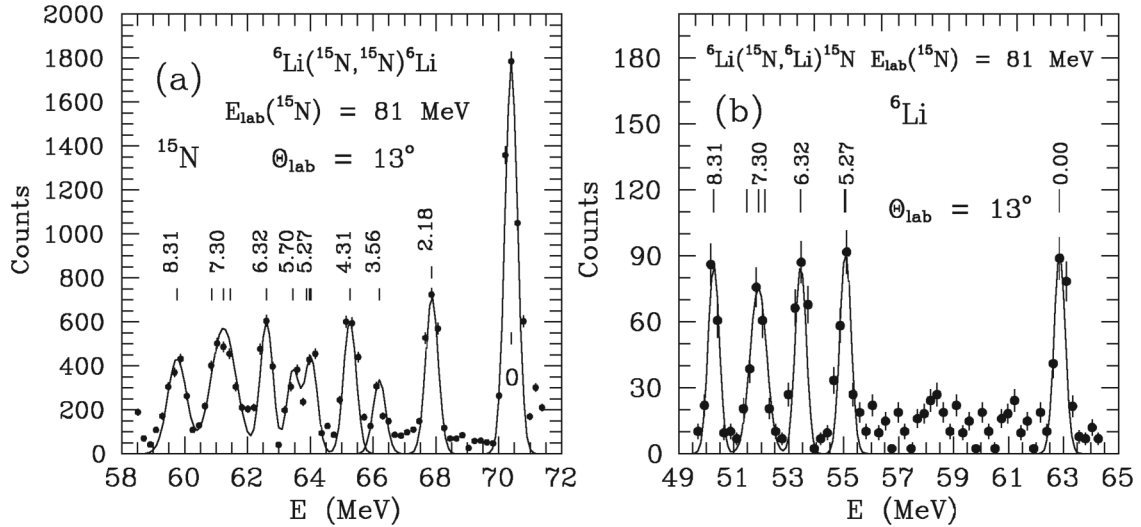 2000
1800
1600
1400
1200
1000
800
600
400
200
0
Counts
(a)
⁶Li(¹⁵N,¹⁵N)⁶Li
E_lab(¹⁵N) = 81 MeV
¹⁵N
Θ_lab = 13°
8.31
7.30
6.32
5.70
5.27
4.31
3.56
2.18
0
58 60 62 64 66 68 70 72
E (MeV)
180
150
120
90
60
30
0
Counts
⁶Li(¹⁵N,⁶Li)¹⁵N E_lab(¹⁵N) = 81 MeV
(b)
⁶Li
8.31
7.30
6.32
5.27
0.00
Θ_lab = 13°
49 51 53 55 57 59 61 63 65
E (MeV)